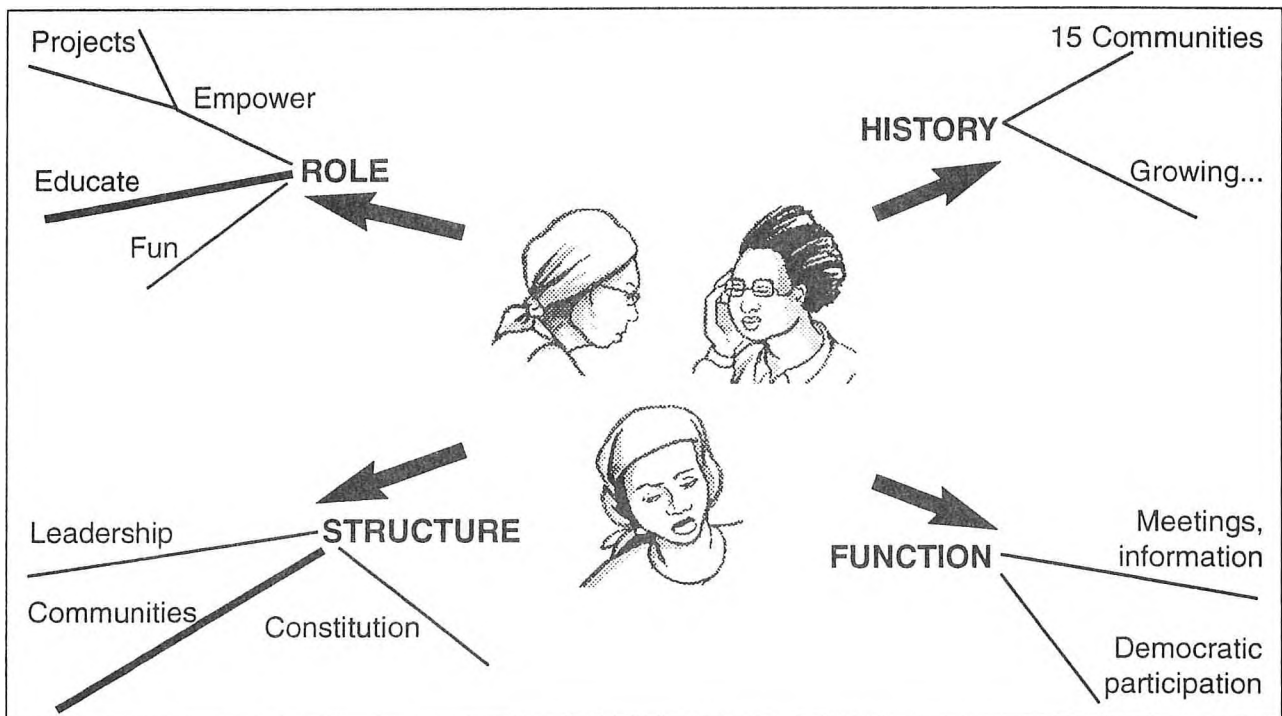 Projects
Empower
ROLE
Educate
Fun
15 Communities
HISTORY
Growing...
Leadership
STRUCTURE
Communities
Constitution
Meetings,
information
FUNCTION
Democratic
participation